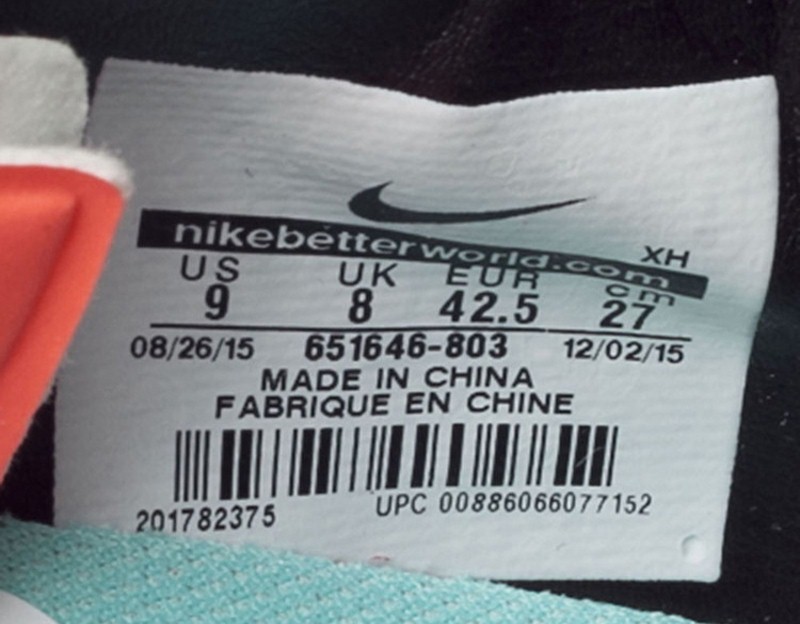 nikebetterworld.com
XH
US UK EUR cm
9 8 42.5 27
08/26/15 651646-803 12/02/15
MADE IN CHINA
FABRIQUE EN CHINE
201782375 UPC 00886066077152